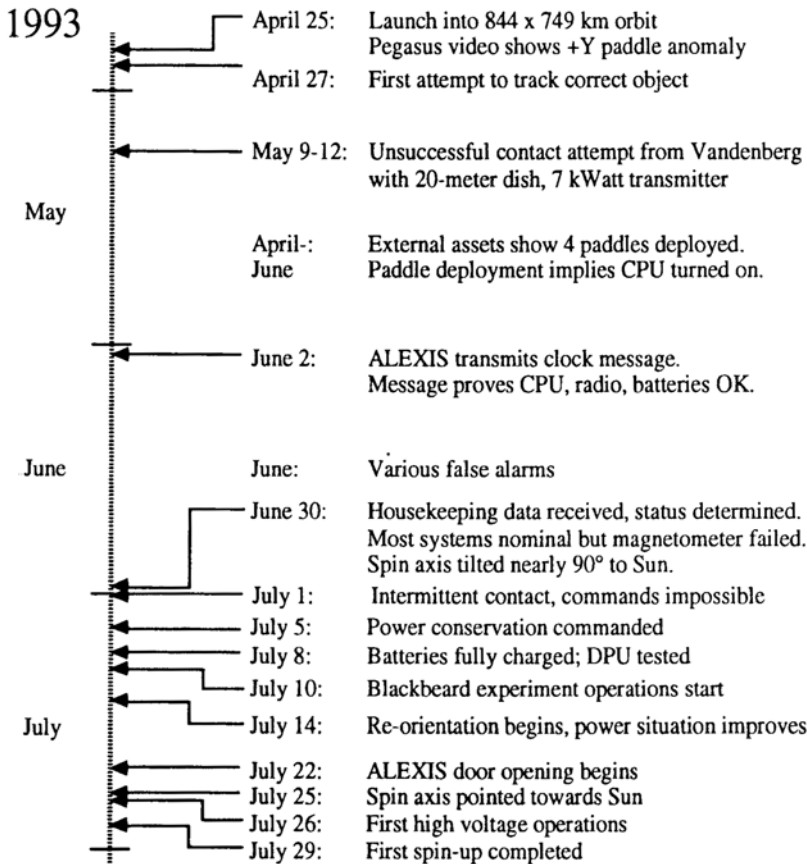 1993
April 25: Launch into 844 x 749 km orbit
Pegasus video shows +Y paddle anomaly
April 27: First attempt to track correct object
May 9-12: Unsuccessful contact attempt from Vandenberg
with 20-meter dish, 7 kWatt transmitter
May
April-: External assets show 4 paddles deployed.
June Paddle deployment implies CPU turned on.
June 2: ALEXIS transmits clock message.
Message proves CPU, radio, batteries OK.
June June: Various false alarms
June 30: Housekeeping data received, status determined.
Most systems nominal but magnetometer failed.
Spin axis tilted nearly 90° to Sun.
July 1: Intermittent contact, commands impossible
July 5: Power conservation commanded
July 8: Batteries fully charged; DPU tested
July 10: Blackbeard experiment operations start
July July 14: Re-orientation begins, power situation improves
July 22: ALEXIS door opening begins
July 25: Spin axis pointed towards Sun
July 26: First high voltage operations
July 29: First spin-up completed